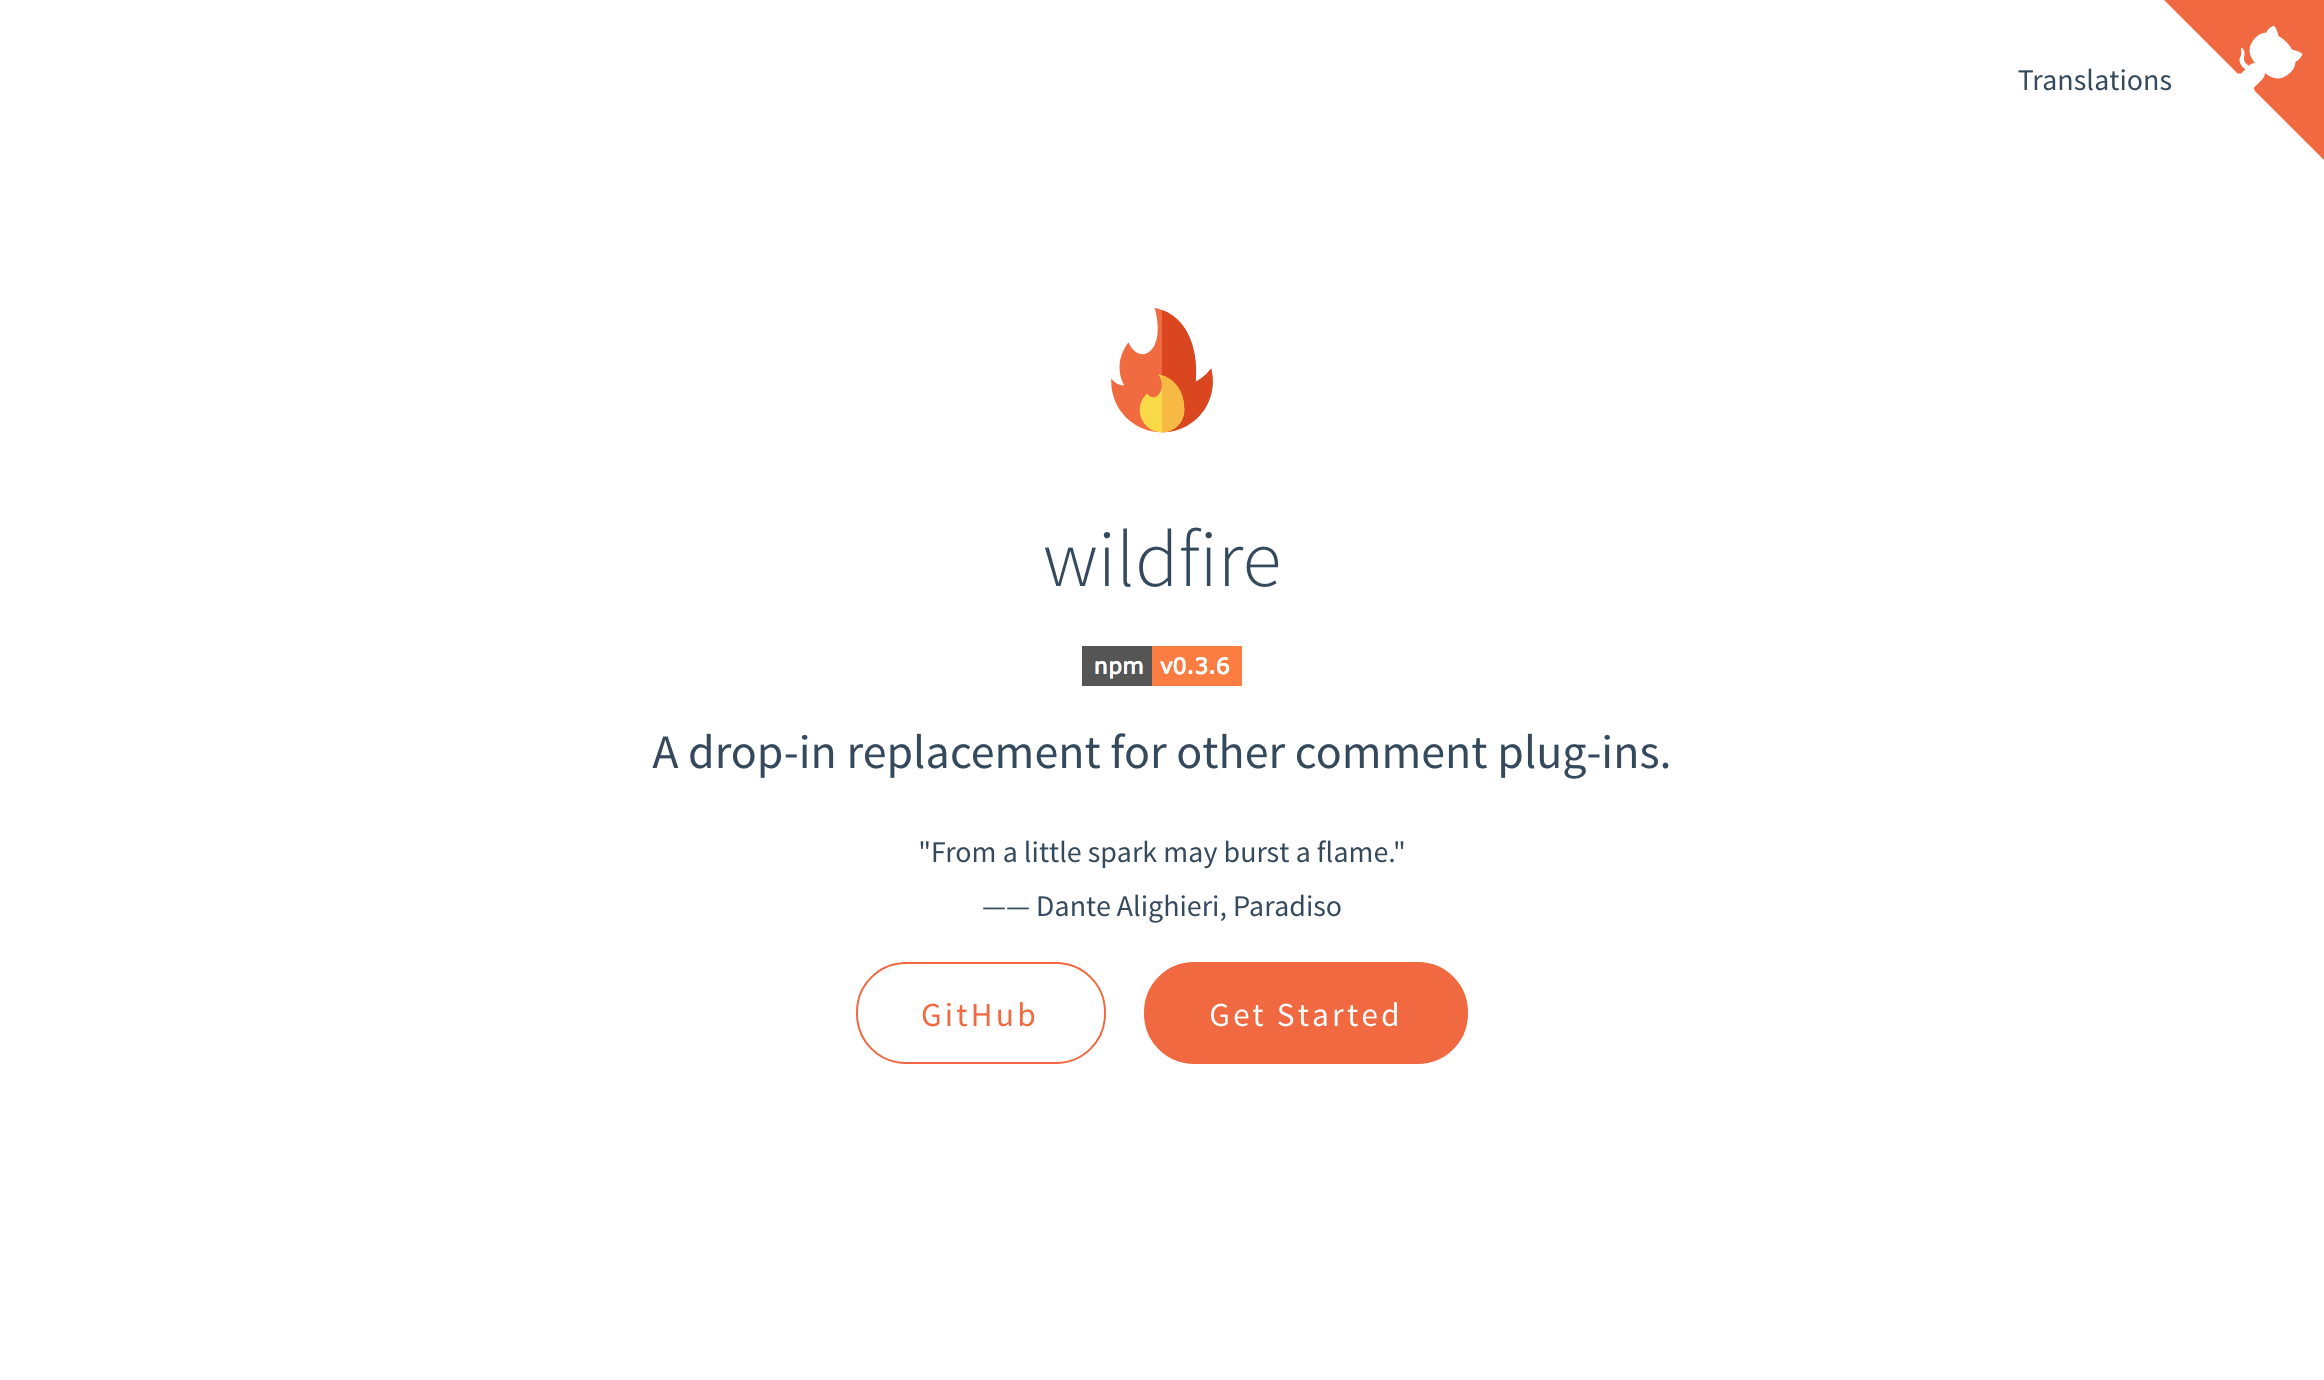 Translations
wildfire
npm v0.3.6
A drop-in replacement for other comment plug-ins.
"From a little spark may burst a flame."
—— Dante Alighieri, Paradiso
GitHub
Get Started